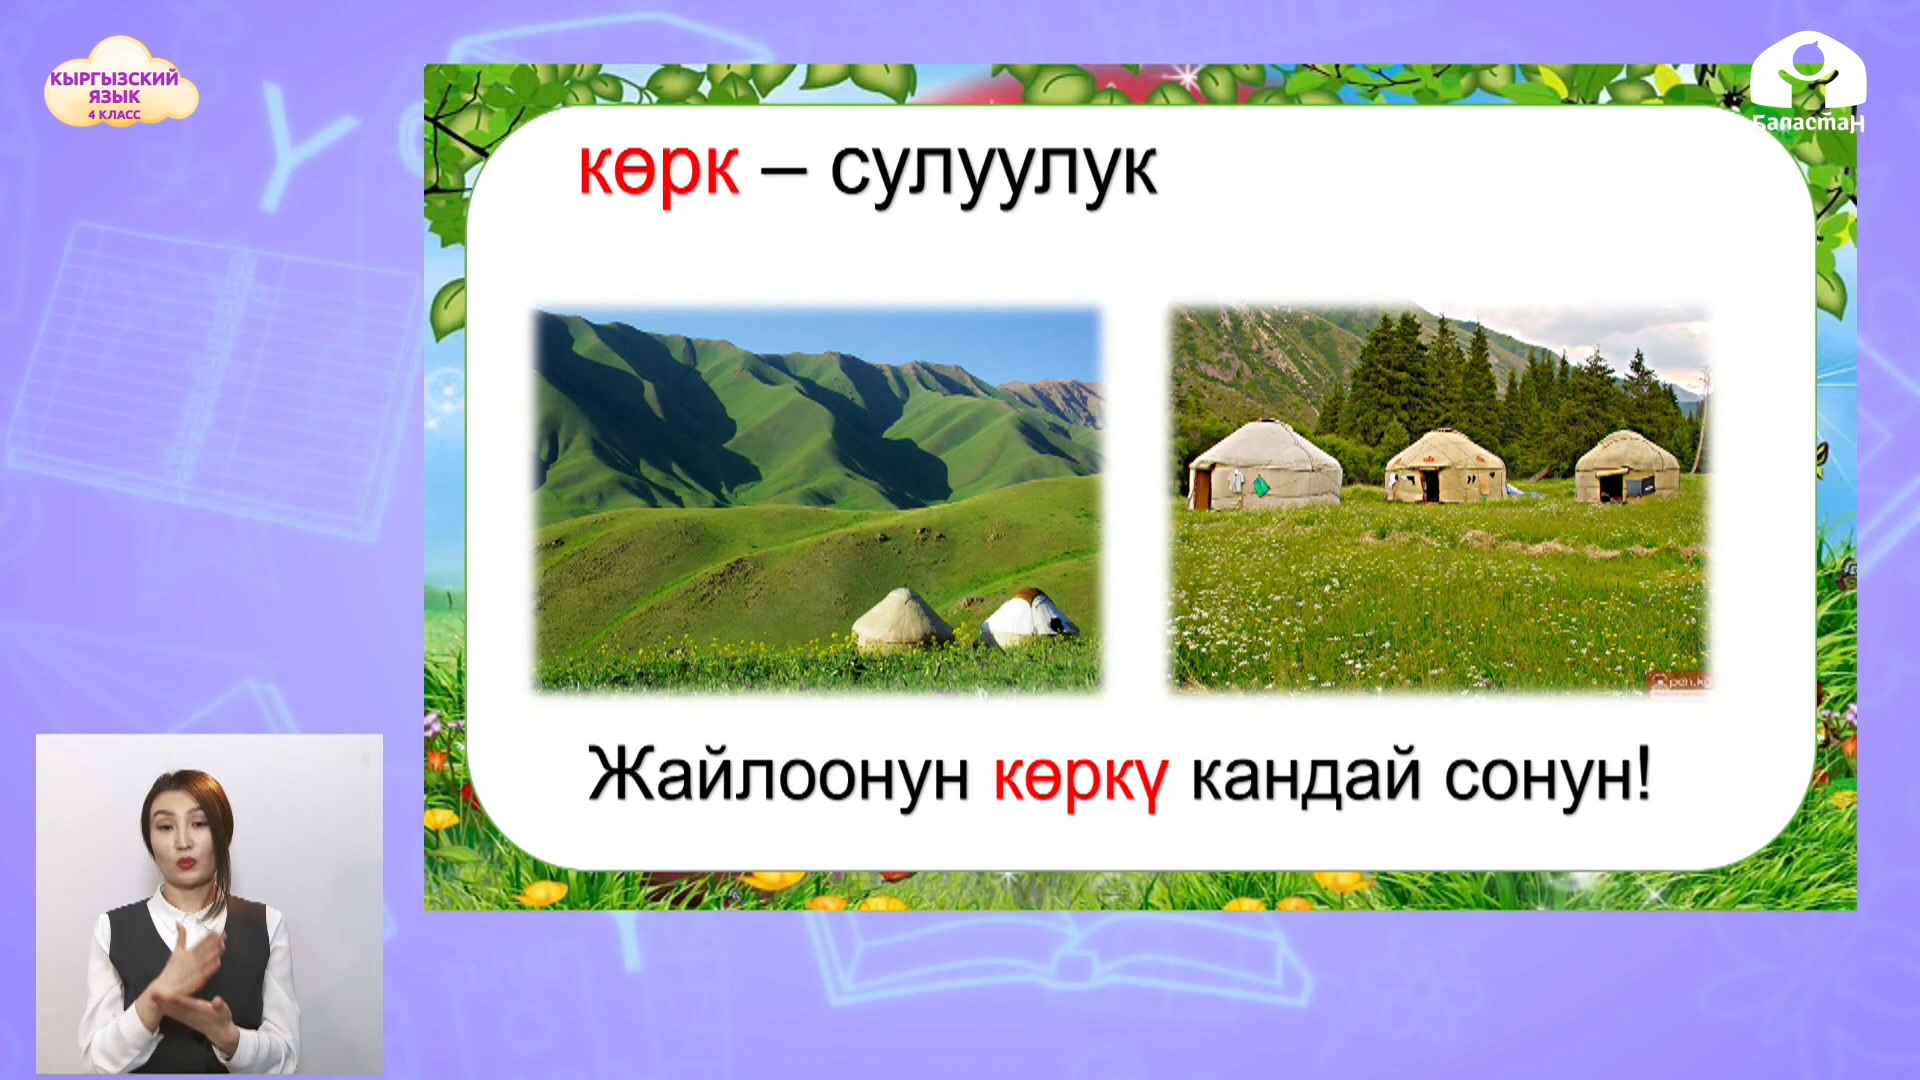 КЫРГЫЗСКИЙ
ЯЗЫК
4 КЛАСС
Баластан
көрк – сулуулук
Жайлоонун көркү кандай сонун!